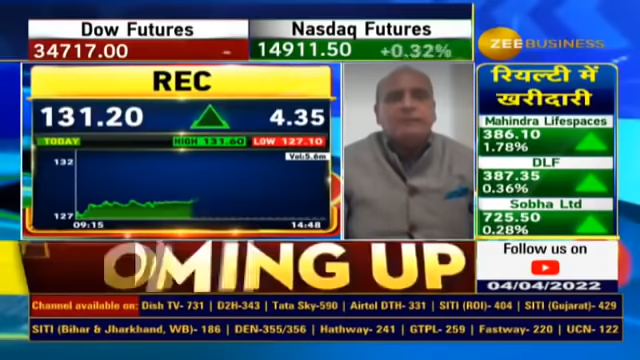 Dow Futures
34717.00 -
Nasdaq Futures
14911.50 +0.32%
ZEE BUSINESS
REC
131.20 4.35
TODAY HIGH 131.60 LOW 127.10
Vol:5.6m
132
127
09:15 14:48
रियल्टी में
खरीदारी
Mahindra Lifespaces
386.10
1.78%
DLF
387.35
0.36%
Sobha Ltd
725.50
0.28%
OMING UP
Follow us on
04/04/2022
Channel available on: Dish TV- 731 | D2H-343 | Tata Sky-590 | Airtel DTH- 331 | SITI (ROI)- 404 | SITI (Gujarat)- 429
SITI (Bihar & Jharkhand, WB)- 186 | DEN-355/356 | Hathway- 241 | GTPL- 259 | Fastway- 220 | UCN- 122